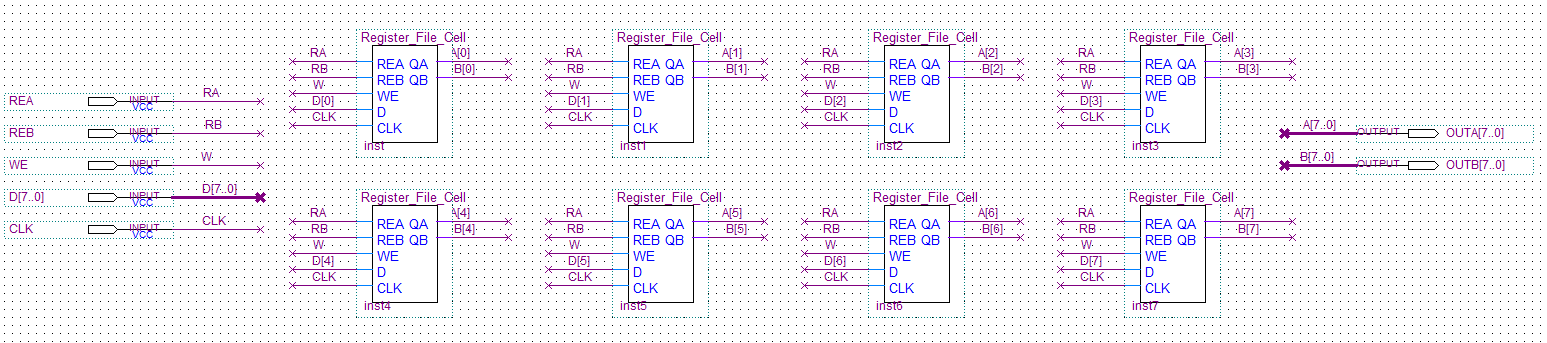 REA INPUT VCC RA
REB INPUT VCC RB
WE INPUT VCC W
D[7..0] INPUT VCC D[7..0]
CLK INPUT VCC CLK
Register_File_Cell
RA REA QA A[0]
RB REB QB B[0]
W WE
D[0] D
CLK CLK
inst
Register_File_Cell
RA REA QA A[1]
RB REB QB B[1]
W WE
D[1] D
CLK CLK
inst1
Register_File_Cell
RA REA QA A[2]
RB REB QB B[2]
W WE
D[2] D
CLK CLK
inst2
Register_File_Cell
RA REA QA A[3]
RB REB QB B[3]
W WE
D[3] D
CLK CLK
inst3
Register_File_Cell
RA REA QA A[4]
RB REB QB B[4]
W WE
D[4] D
CLK CLK
inst4
Register_File_Cell
RA REA QA A[5]
RB REB QB B[5]
W WE
D[5] D
CLK CLK
inst5
Register_File_Cell
RA REA QA A[6]
RB REB QB B[6]
W WE
D[6] D
CLK CLK
inst6
Register_File_Cell
RA REA QA A[7]
RB REB QB B[7]
W WE
D[7] D
CLK CLK
inst7
A[7..0] OUTPUT OUTA[7..0]
B[7..0] OUTPUT OUTB[7..0]